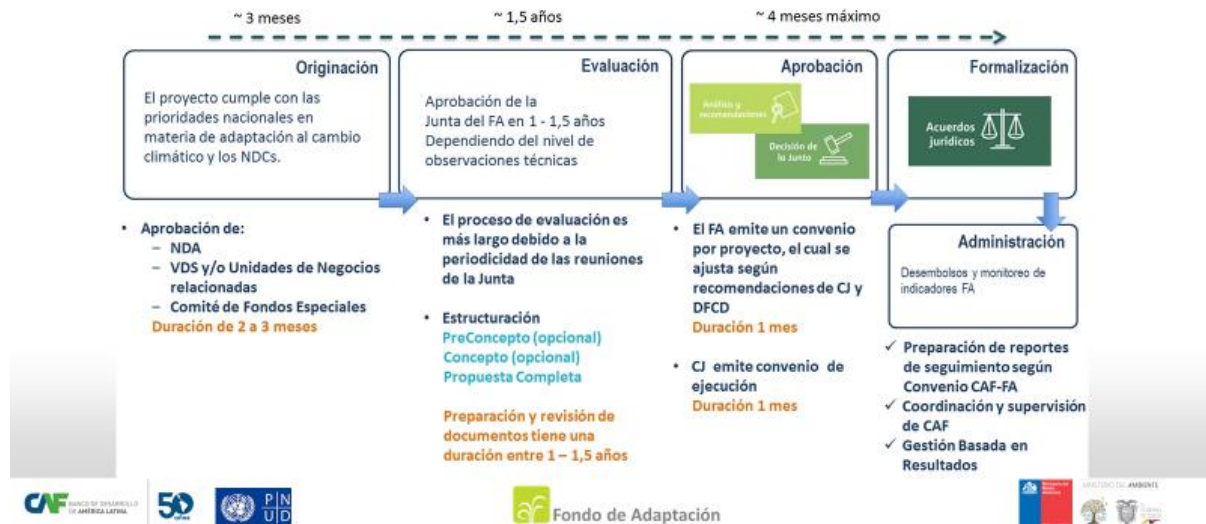 ~ 3 meses
~ 1,5 años
~ 4 meses máximo
Originación
El proyecto cumple con las
prioridades nacionales en
materia de adaptación al cambio
climático y los NDCs.
Evaluación
Aprobación de la
Junta del FA en 1 - 1,5 años
Dependiendo del nivel de
observaciones técnicas
Aprobación
Análisis y
recomendaciones
Decisión de
la Junta
Formalización
Acuerdos
jurídicos
• Aprobación de:
– NDA
– VDS y/o Unidades de Negocios
relacionadas
– Comité de Fondos Especiales
Duración de 2 a 3 meses
• El proceso de evaluación es
más largo debido a la
periodicidad de las reuniones
de la Junta
• Estructuración
PreConcepto (opcional)
Concepto (opcional)
Propuesta Completa
Preparación y revisión de
documentos tiene una
duración entre 1 – 1,5 años
• El FA emite un convenio
por proyecto, el cual se
ajusta según
recomendaciones de CJ y
DFCD
Duración 1 mes
• CJ emite convenio de
ejecución
Duración 1 mes
Administración
Desembolsos y monitoreo de
indicadores FA
✓ Preparación de reportes
de seguimiento según
Convenio CAF-FA
✓ Coordinación y supervisión
de CAF
✓ Gestión Basada en
Resultados
CAF BANCO DE DESARROLLO
DE AMÉRICA LATINA
50
años
P N
U D
Fondo de Adaptación
MINISTERIO DEL AMBIENTE